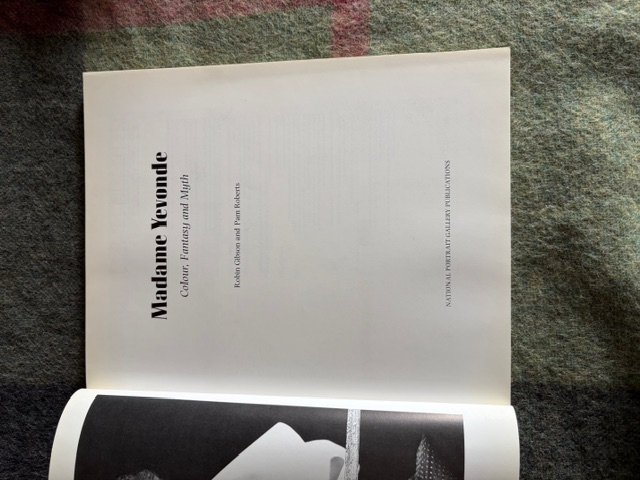 Madame Yevonde
Colour, Fantasy and Myth
Robin Gibson and Pam Roberts
NATIONAL PORTRAIT GALLERY PUBLICATIONS